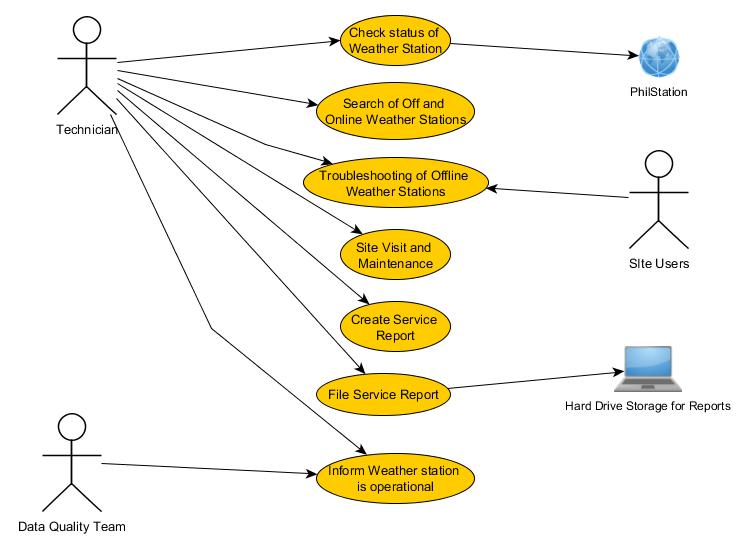 Check status of
Weather Station
PhilStation
Search of Off and
Online Weather Stations
Technician
Troubleshooting of Offline
Weather Stations
Site Visit and
Maintenance
SIte Users
Create Service
Report
File Service Report
Hard Drive Storage for Reports
Inform Weather station
is operational
Data Quality Team